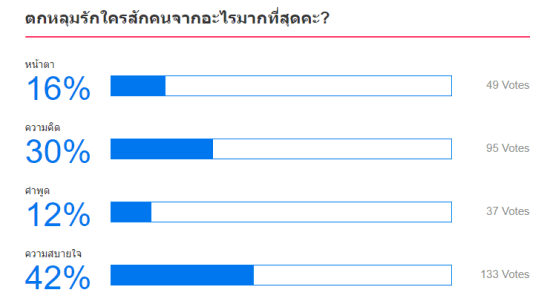 ตกหลุมรักใครสักคนจากอะไรมากที่สุดคะ?
หน้าตา
16%
49 Votes
ความคิด
30%
95 Votes
คำพูด
12%
37 Votes
ความสบายใจ
42%
133 Votes